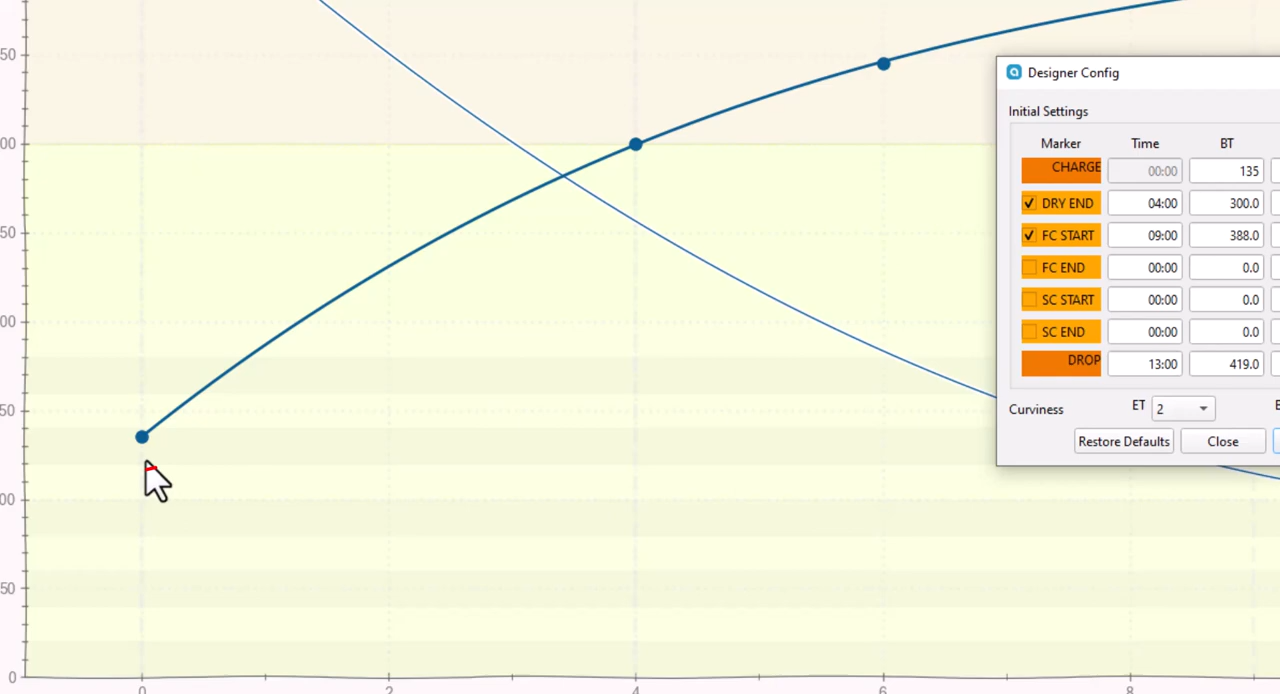 50
Designer Config
Initial Settings
Marker Time BT
00 CHARGE 00:00 135
✓ DRY END 04:00 300.0
50 ✓ FC START 09:00 388.0
FC END 00:00 0.0
SC START 00:00 0.0
00 SC END 00:00 0.0
DROP 13:00 419.0
50 Curviness ET 2
Restore Defaults Close
00
50
0
0 2 4 6 8